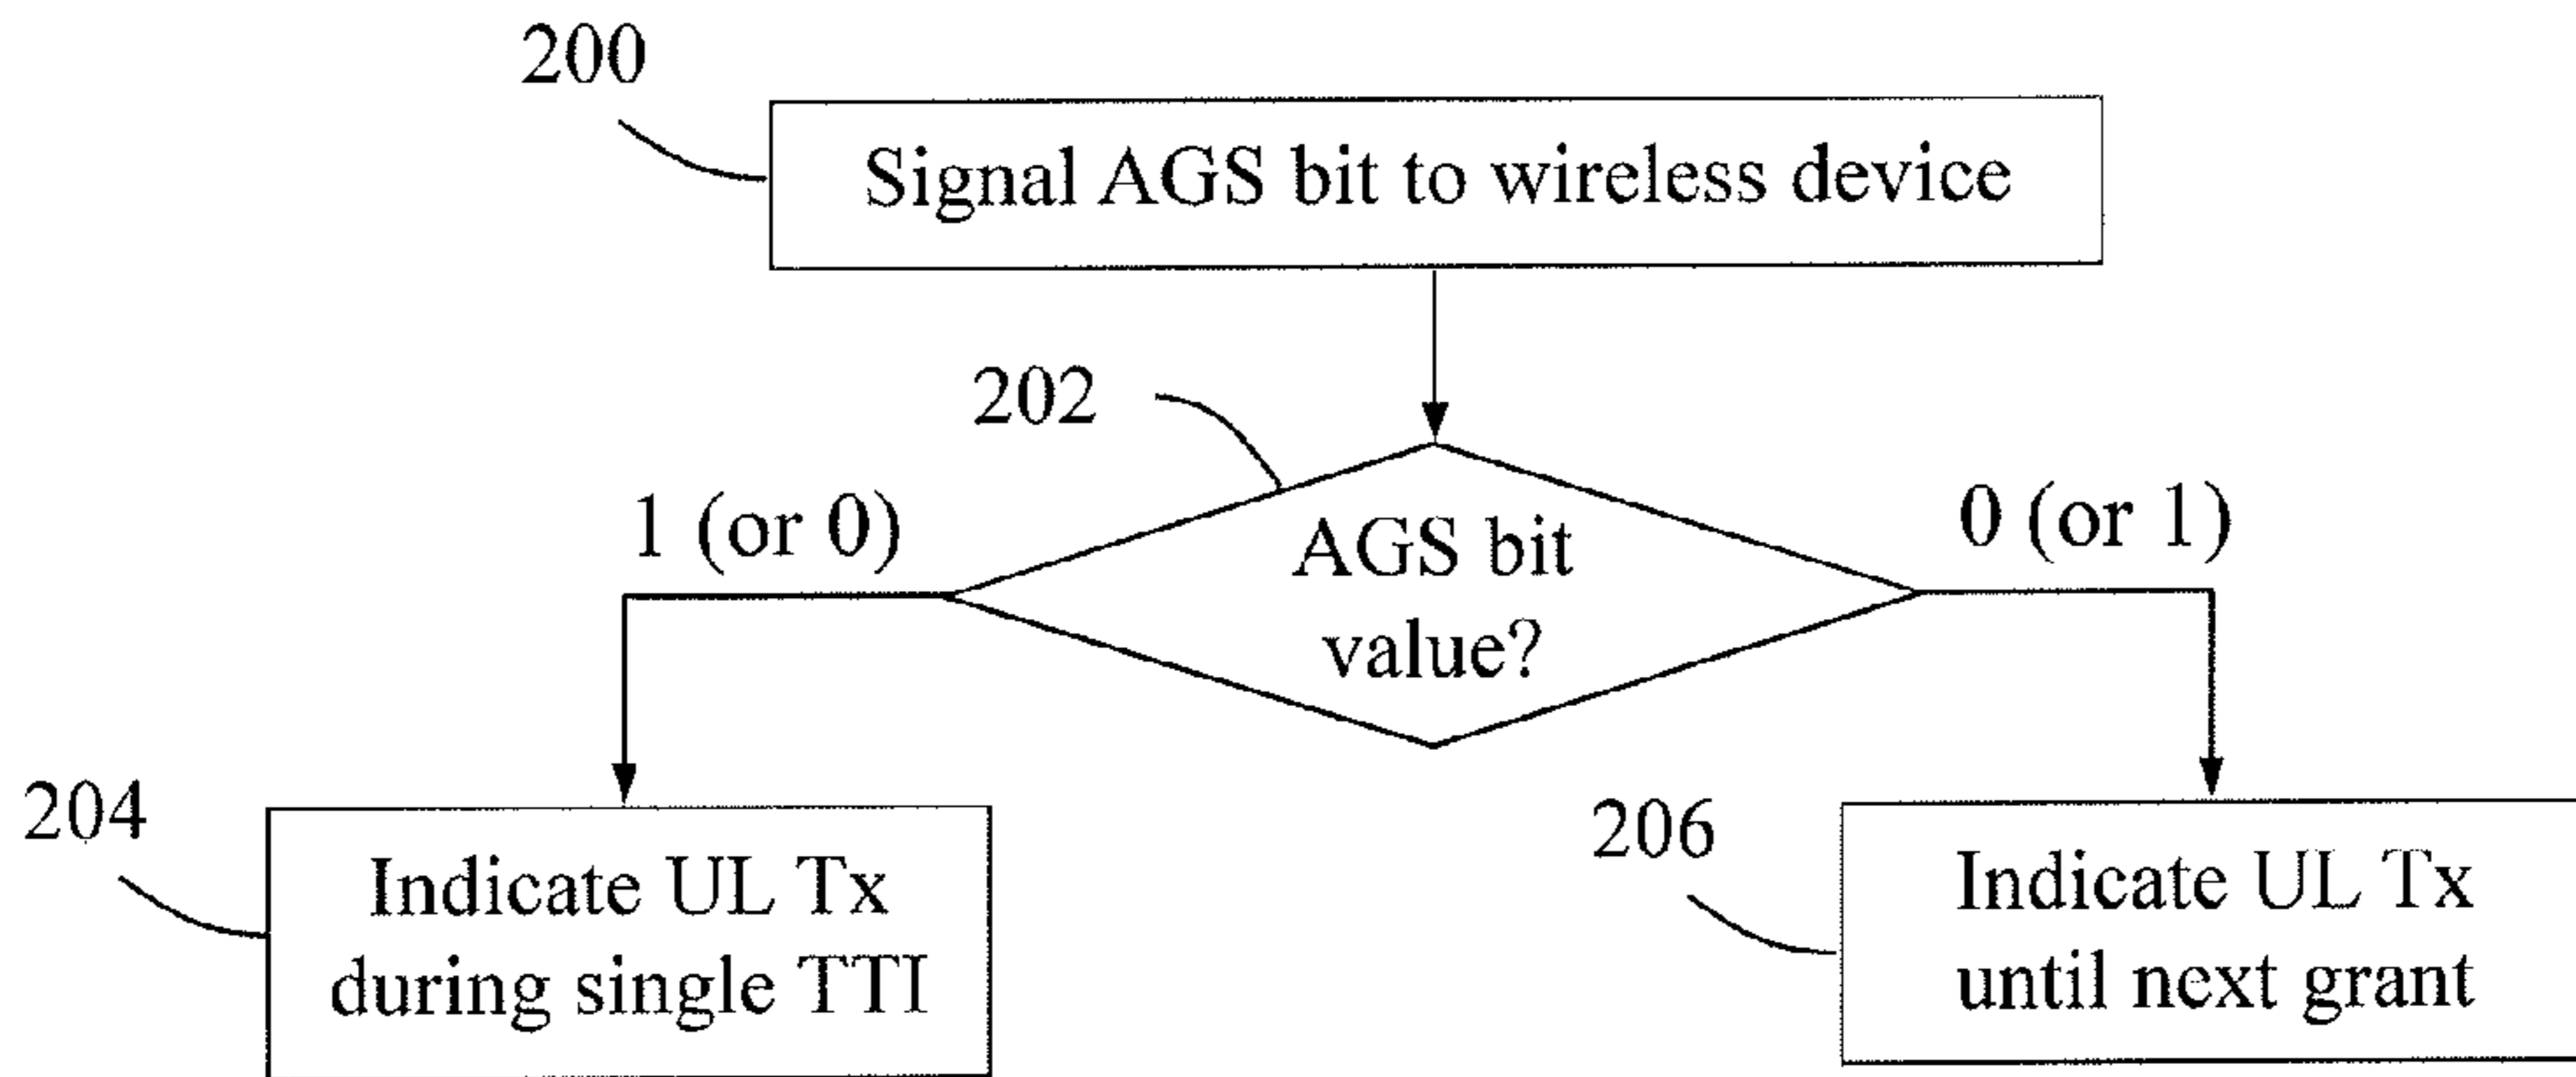 200
Signal AGS bit to wireless device
202
1 (or 0)
AGS bit
value?
0 (or 1)
204
Indicate UL Tx
during single TTI
206
Indicate UL Tx
until next grant